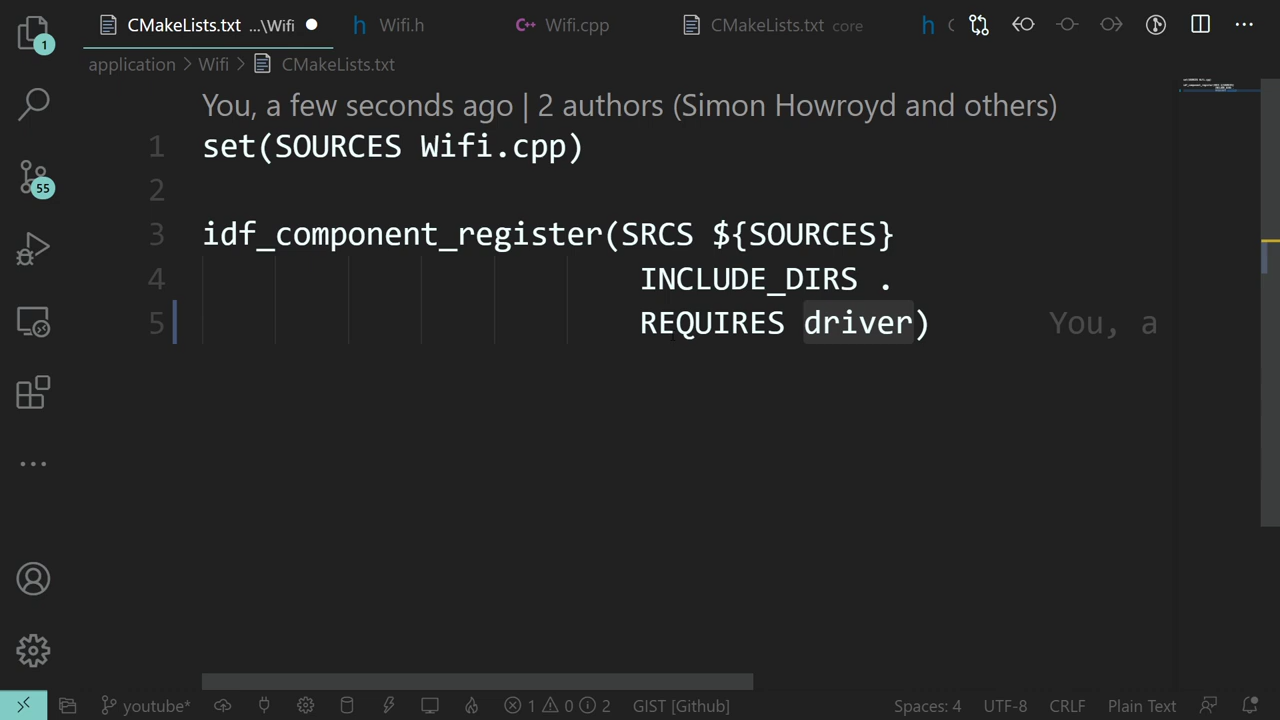 CMakeLists.txt ...\Wifi
Wifi.h
Wifi.cpp
CMakeLists.txt core
application > Wifi > CMakeLists.txt
1
You, a few seconds ago | 2 authors (Simon Howroyd and others)
1 set(SOURCES Wifi.cpp)
2
3 idf_component_register(SRCS ${SOURCES}
4 INCLUDE_DIRS .
5 REQUIRES driver) You, a
55
youtube* 1 0 2 GIST [Github] Spaces: 4 UTF-8 CRLF Plain Text